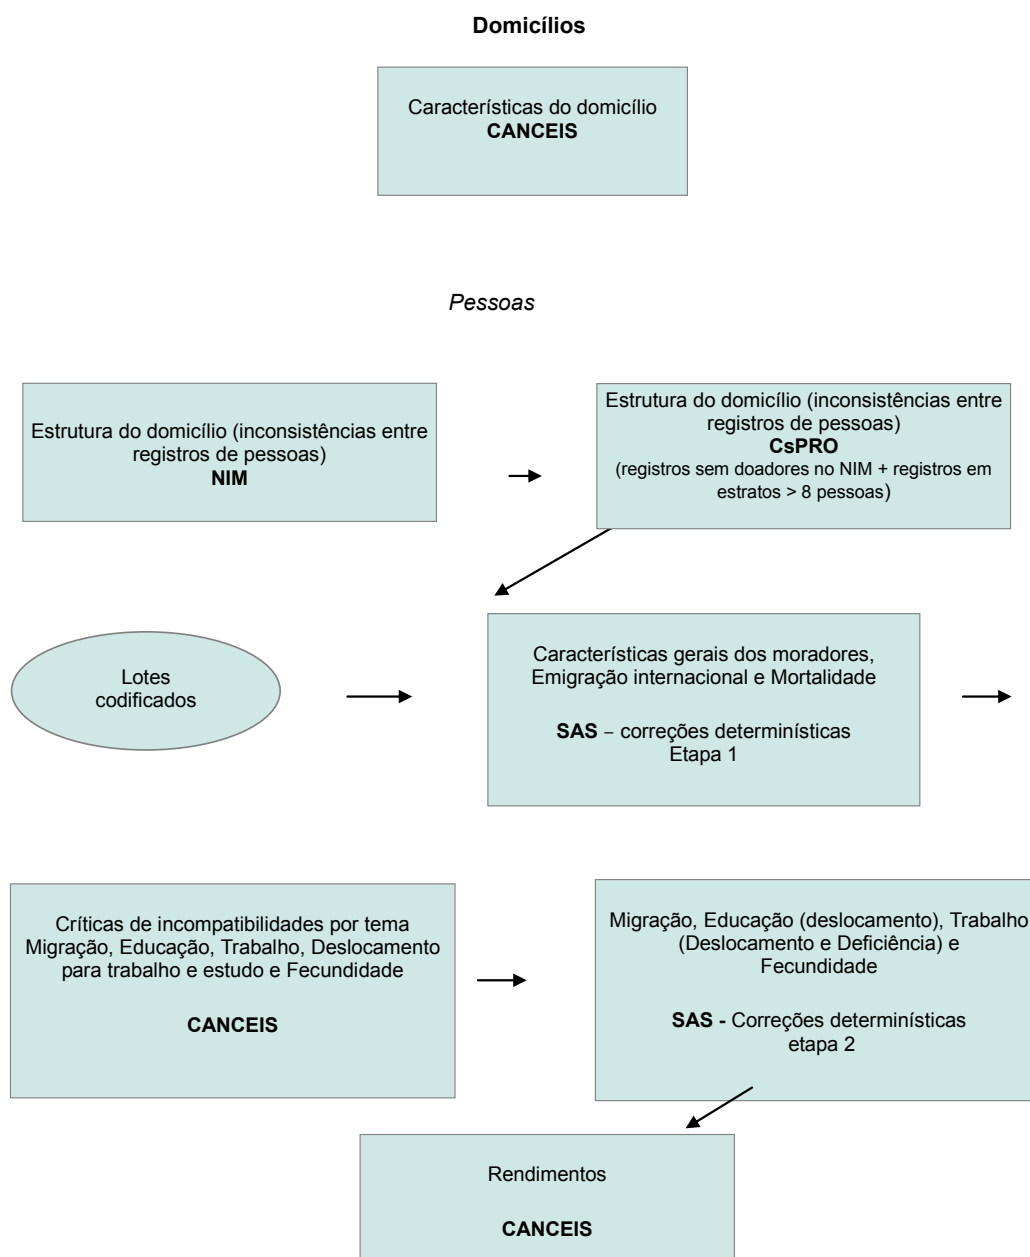 Domicílios
Características do domicílio
CANCEIS
Pessoas
Estrutura do domicílio (inconsistências entre
registros de pessoas)
NIM
Estrutura do domicílio (inconsistências entre
registros de pessoas)
CsPRO
(registros sem doadores no NIM + registros em
estratos > 8 pessoas)
Lotes
codificados
Características gerais dos moradores,
Emigração internacional e Mortalidade
SAS – correções determinísticas
Etapa 1
Críticas de incompatibilidades por tema
Migração, Educação, Trabalho, Deslocamento
para trabalho e estudo e Fecundidade
CANCEIS
Migração, Educação (deslocamento), Trabalho
(Deslocamento e Deficiência) e
Fecundidade
SAS - Correções determinísticas
etapa 2
Rendimentos
CANCEIS